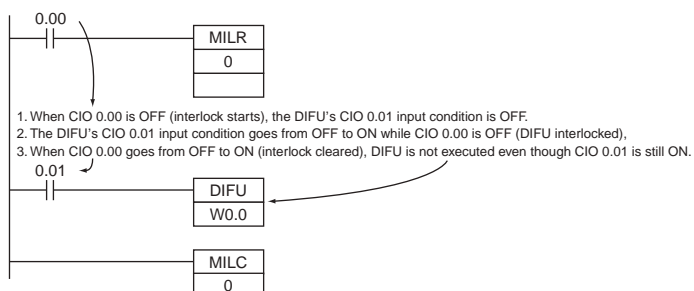 0.00
MILR
0
1. When CIO 0.00 is OFF (interlock starts), the DIFU's CIO 0.01 input condition is OFF.
2. The DIFU's CIO 0.01 input condition goes from OFF to ON while CIO 0.00 is OFF (DIFU interlocked),
3. When CIO 0.00 goes from OFF to ON (interlock cleared), DIFU is not executed even though CIO 0.01 is still ON.
0.01
DIFU
W0.0
MILC
0